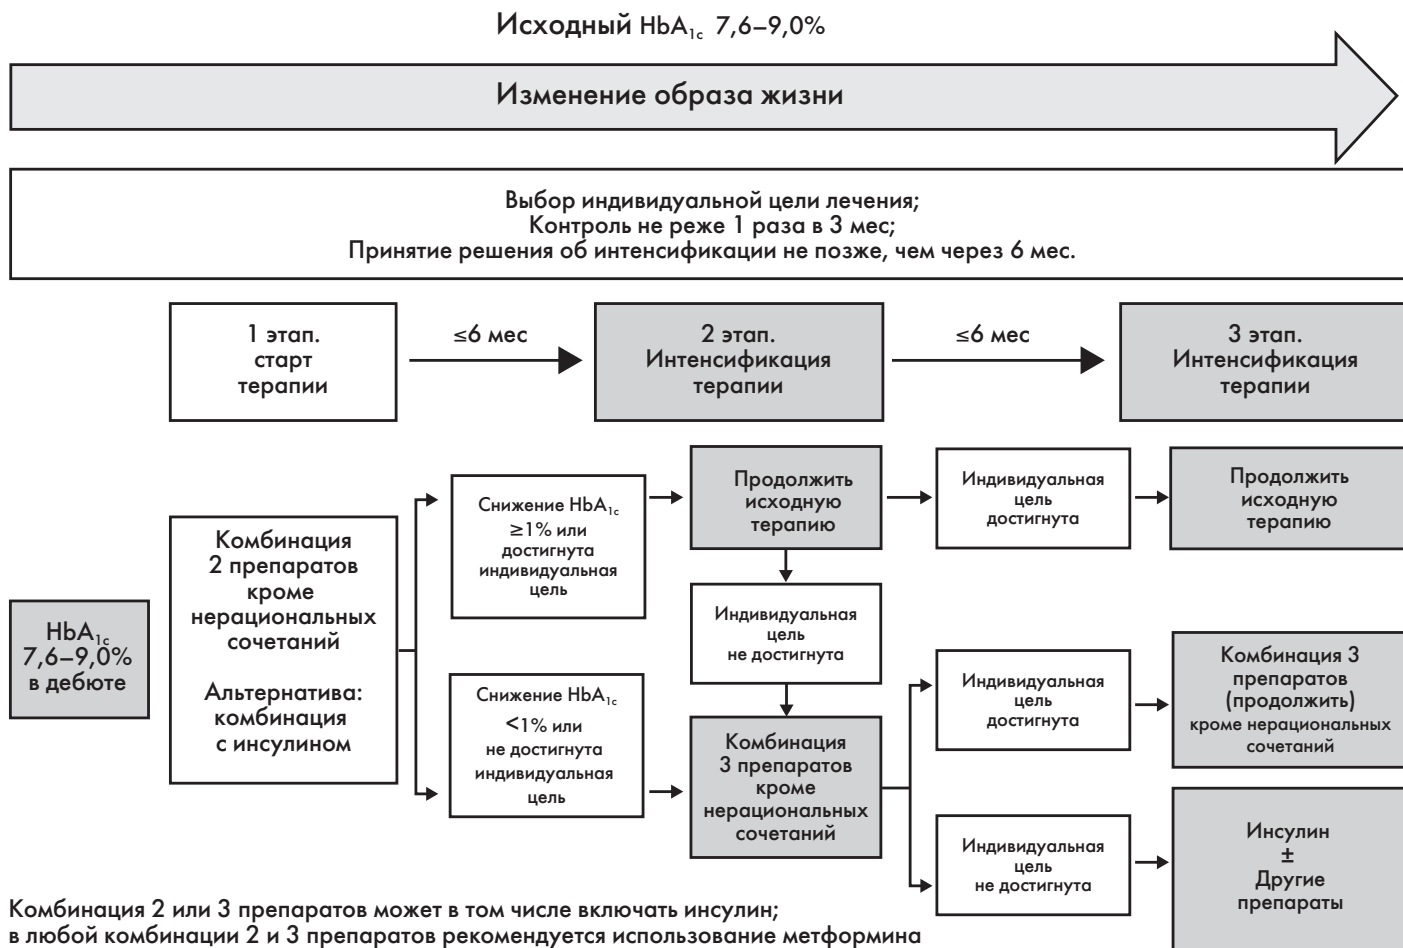 Исходный HbA1c 7,6–9,0%
Изменение образа жизни
Выбор индивидуальной цели лечения;
Контроль не реже 1 раза в 3 мес;
Принятие решения об интенсификации не позже, чем через 6 мес.
1 этап.
старт
терапии
≤6 мес
2 этап.
Интенсификация
терапии
≤6 мес
3 этап.
Интенсификация
терапии
HbA1c
7,6–9,0%
в дебюте
Комбинация
2 препаратов
кроме
нерациональных
сочетаний
Альтернатива:
комбинация
с инсулином
Снижение HbA1c
≥1% или
достигнута
индивидуальная
цель
Продолжить
исходную
терапию
Индивидуальная
цель
достигнута
Продолжить
исходную
терапию
Индивидуальная
цель
не достигнута
Снижение HbA1c
<1% или
не достигнута
индивидуальная
цель
Комбинация
3 препаратов
кроме
нерациональных
сочетаний
Индивидуальная
цель
достигнута
Комбинация 3
препаратов
(продолжить)
кроме нерациональных
сочетаний
Индивидуальная
цель
не достигнута
Инсулин
±
Другие
препараты
Комбинация 2 или 3 препаратов может в том числе включать инсулин;
в любой комбинации 2 и 3 препаратов рекомендуется использование метформина